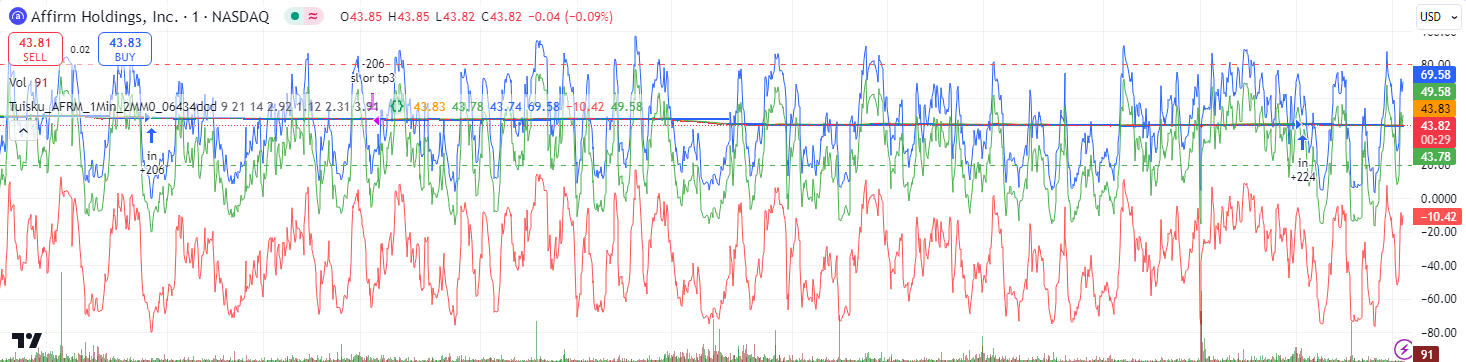 Affirm Holdings, Inc. · 1 · NASDAQ O43.85 H43.85 L43.82 C43.82 −0.04 (−0.09%)
USD
43.81 SELL
0.02
43.83 BUY
Vol 91
Tuisku_AFRM_1Min_2MM0_06434dcd 9 21 14 2.92 1.12 2.31 3.91 43.83 43.78 43.74 69.58 −10.42 49.58
-206
in
+206
in
+224
80.00
69.58
49.58
43.83
43.82
00:29
43.78
20.00
0.0000
−10.42
−20.00
−40.00
−60.00
−80.00
91